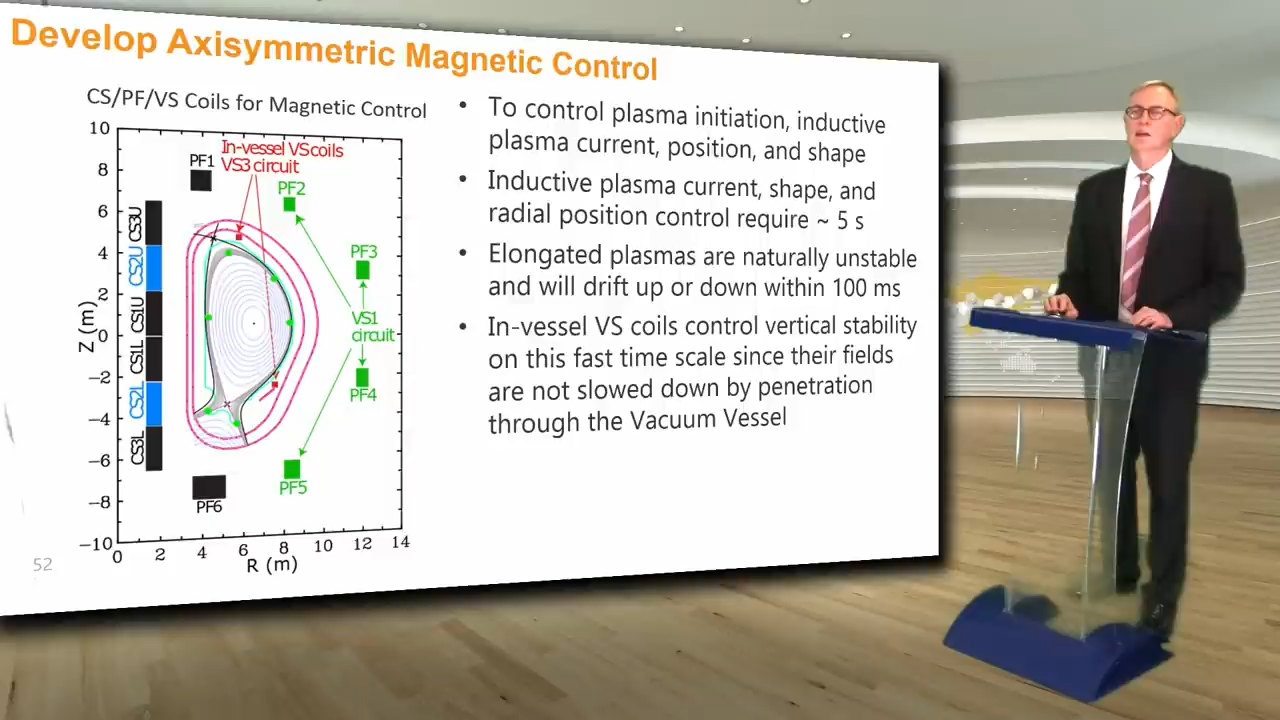 Develop Axisymmetric Magnetic Control
CS/PF/VS Coils for Magnetic Control
10
8
6
4
2
0
−2
−4
−6
−8
−10
Z (m)
0
2
4
6
8
10
12
14
R (m)
CS3U
CS2U
CS1U
CS1L
CS2L
CS3L
In-vessel VS coils
VS3 circuit
PF1
PF2
PF3
VS1
circuit
PF4
PF5
PF6
• To control plasma initiation, inductive
plasma current, position, and shape
• Inductive plasma current, shape, and
radial position control require ~ 5 s
• Elongated plasmas are naturally unstable
and will drift up or down within 100 ms
• In-vessel VS coils control vertical stability
on this fast time scale since their fields
are not slowed down by penetration
through the Vacuum Vessel
52